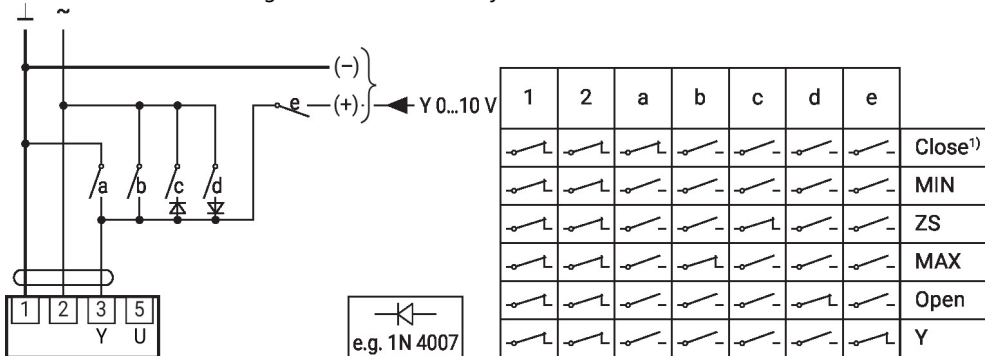 ⊥ ~
(−)
e (+) Y 0...10 V
a b c d
1 2 3 5
Y U
e.g. 1N 4007
1 2 a b c d e
Close¹⁾
MIN
ZS
MAX
Open
Y